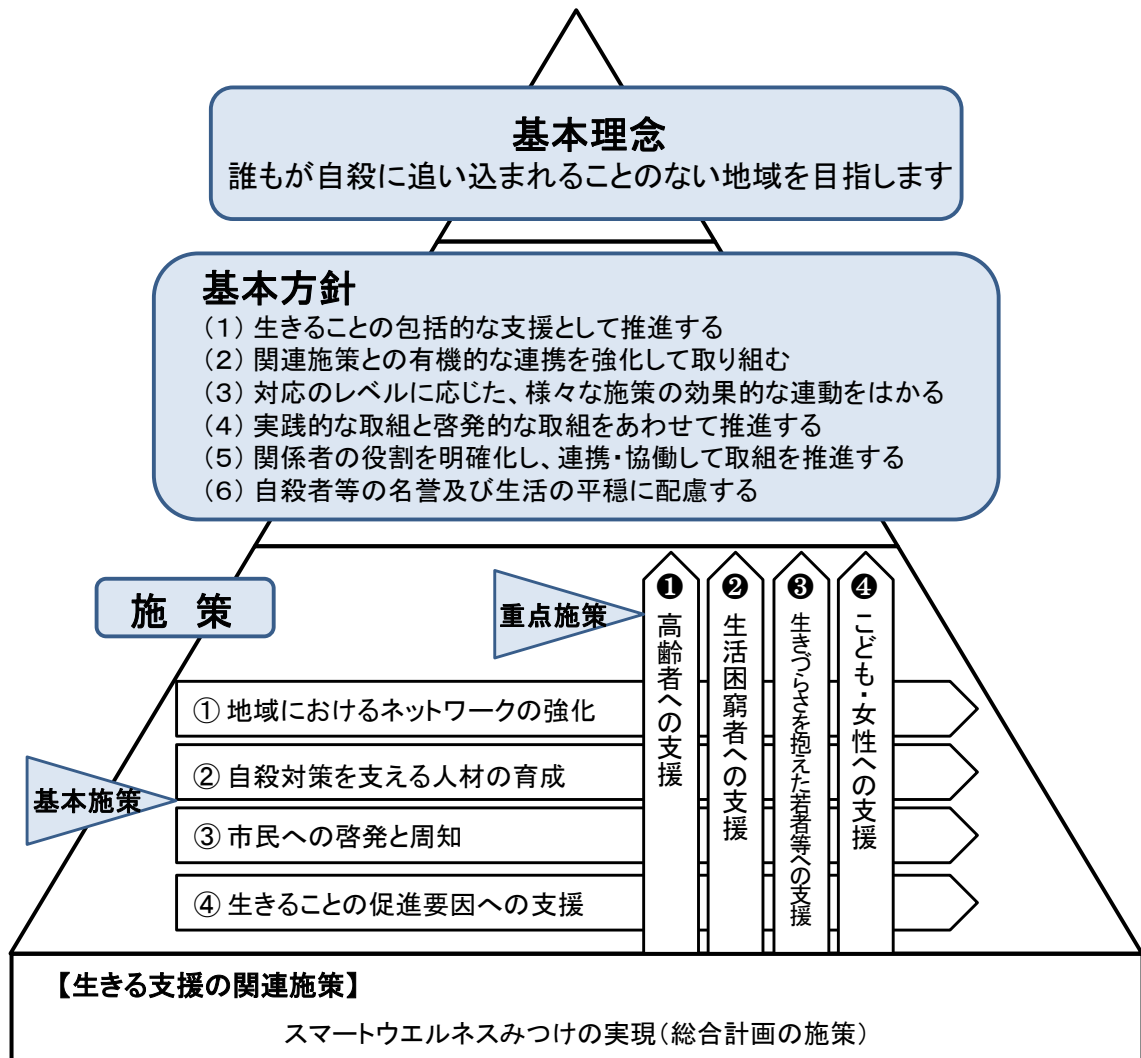 基本理念
誰もが自殺に追い込まれることのない地域を目指します
基本方針
(1) 生きることの包括的な支援として推進する
(2) 関連施策との有機的な連携を強化して取り組む
(3) 対応のレベルに応じた、様々な施策の効果的な連動をはかる
(4) 実践的な取組と啓発的な取組をあわせて推進する
(5) 関係者の役割を明確化し、連携・協働して取組を推進する
(6) 自殺者等の名誉及び生活の平穏に配慮する
施 策
重点施策
❶ 高齢者への支援
❷ 生活困窮者への支援
❸ 生きづらさを抱えた若者等への支援
❹ こども・女性への支援
基本施策
① 地域におけるネットワークの強化
② 自殺対策を支える人材の育成
③ 市民への啓発と周知
④ 生きることの促進要因への支援
【生きる支援の関連施策】
スマートウエルネスみつけの実現(総合計画の施策)